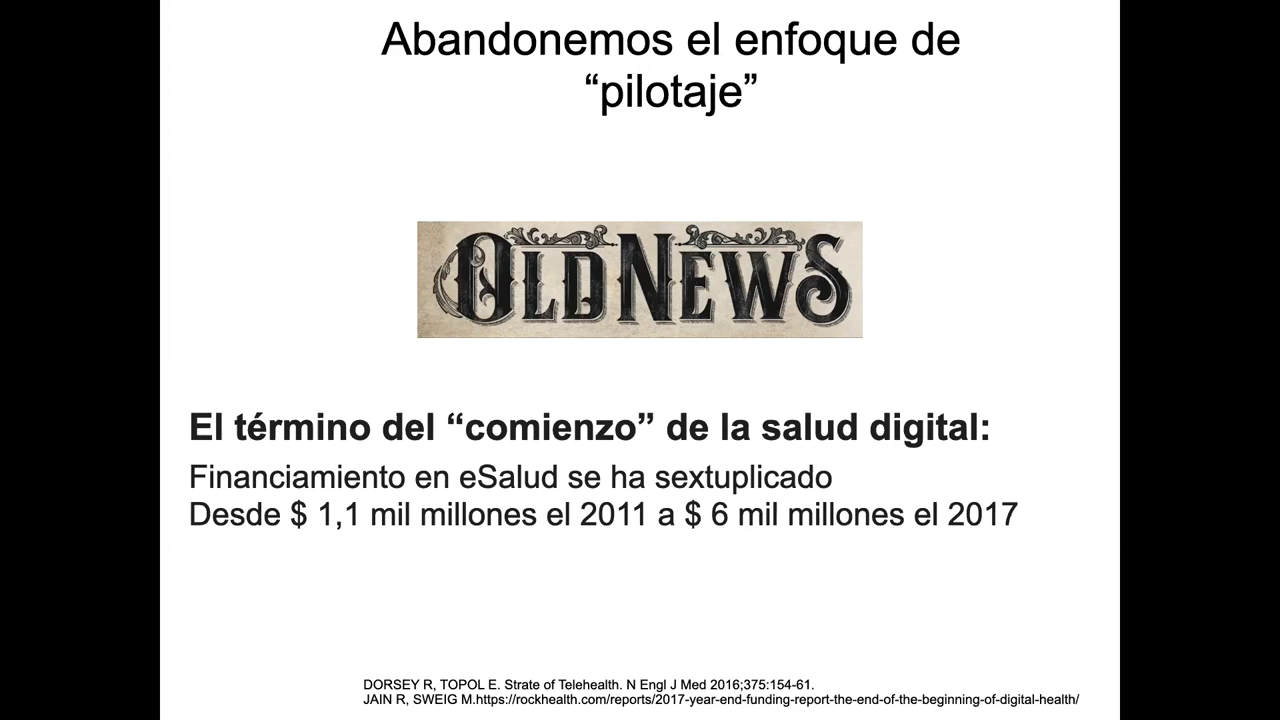 Abandonemos el enfoque de
“pilotaje”
OLD NEWS
El término del “comienzo” de la salud digital:
Financiamiento en eSalud se ha sextuplicado
Desde $ 1,1 mil millones el 2011 a $ 6 mil millones el 2017
DORSEY R, TOPOL E. Strate of Telehealth. N Engl J Med 2016;375:154-61.
JAIN R, SWEIG M.https://rockhealth.com/reports/2017-year-end-funding-report-the-end-of-the-beginning-of-digital-health/